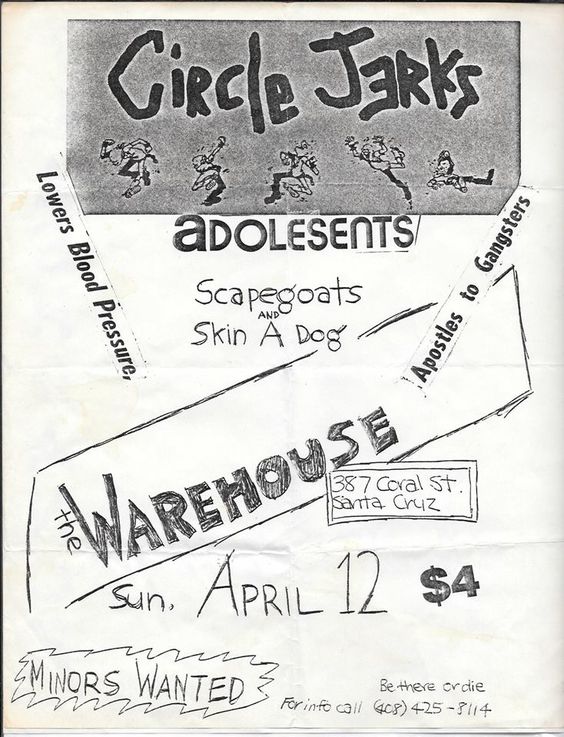 CIRCLE JERKS
ADOLESENTS
Lowers Blood Pressure,
Apostles to Gangsters
Scapegoats
AND
Skin A Dog
the WAREHOUSE
387 Coral St.
Santa Cruz
Sun. APRIL 12
$4
MINORS WANTED
Be there or die
For info call (408) 425-8114